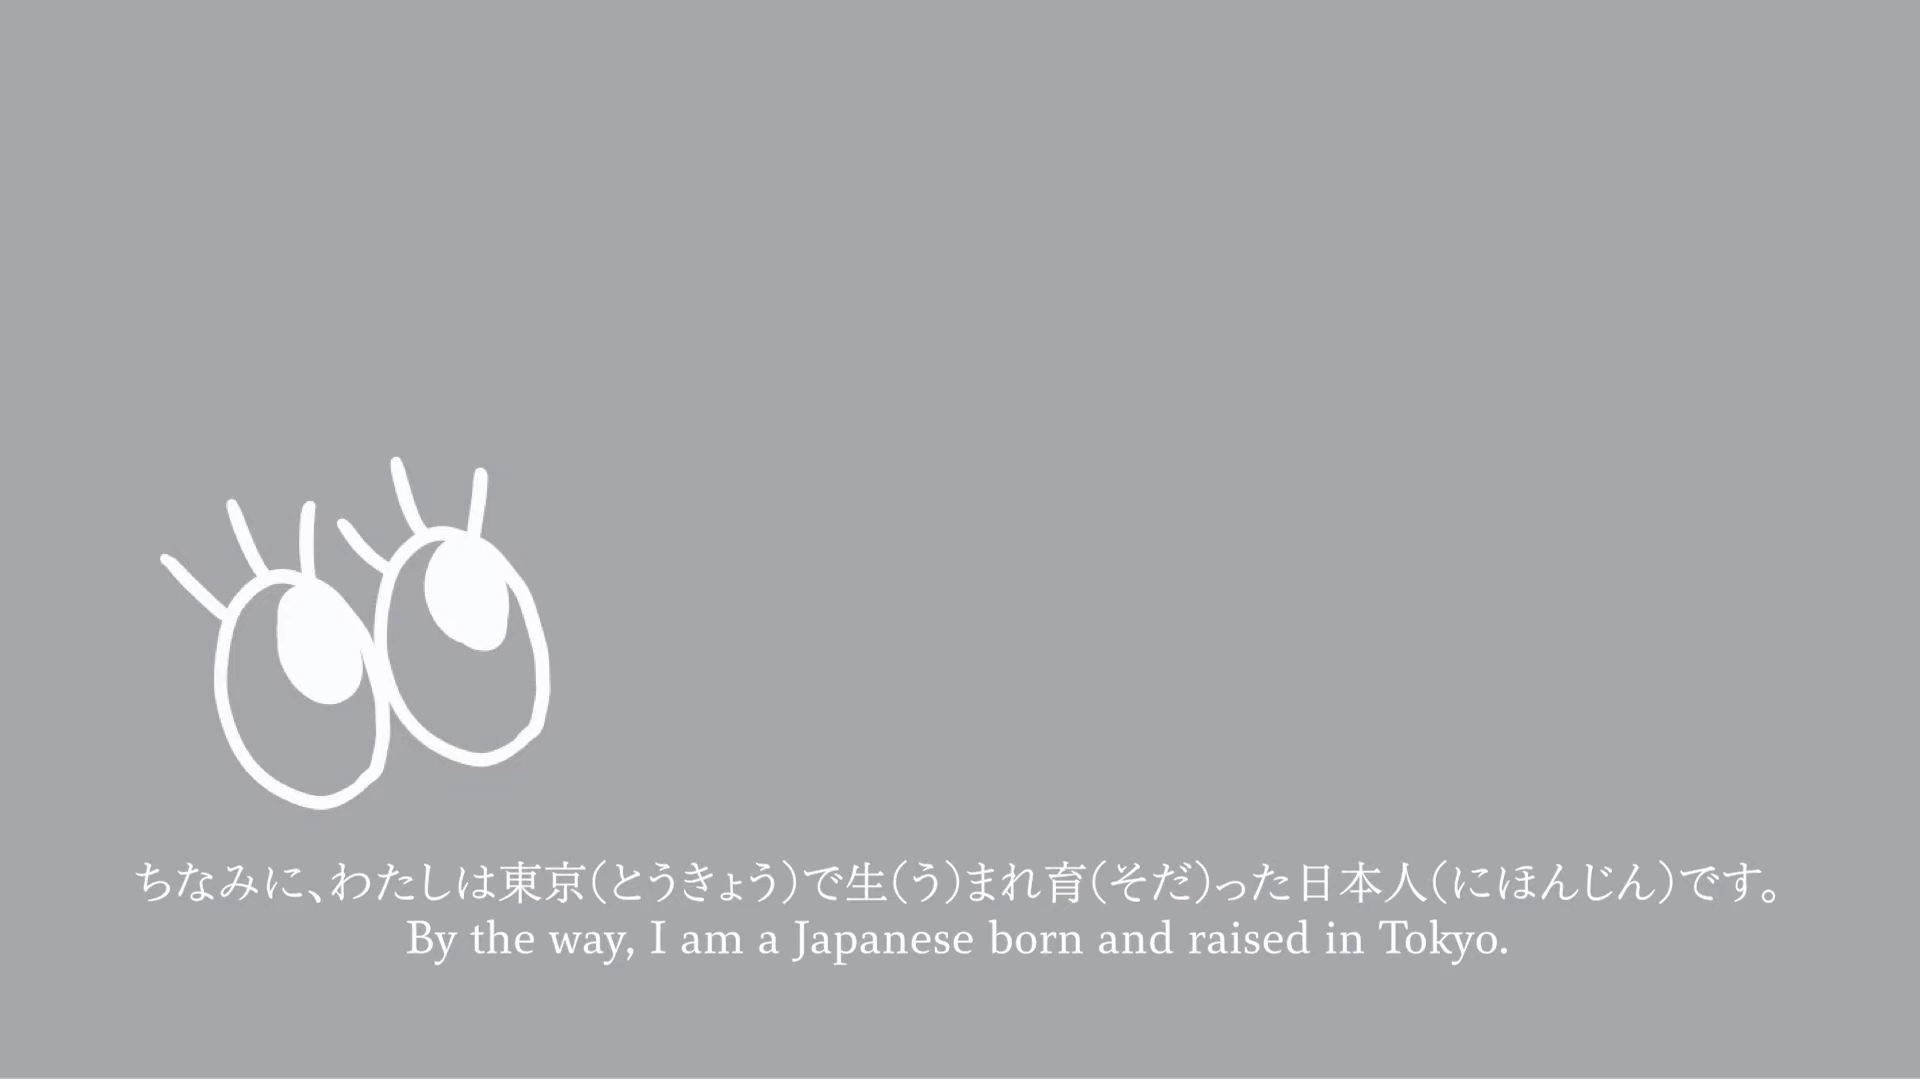 ちなみに、わたしは東京（とうきょう）で生（う）まれ育（そだ）った日本人（にほんじん）です。
By the way, I am a Japanese born and raised in Tokyo.